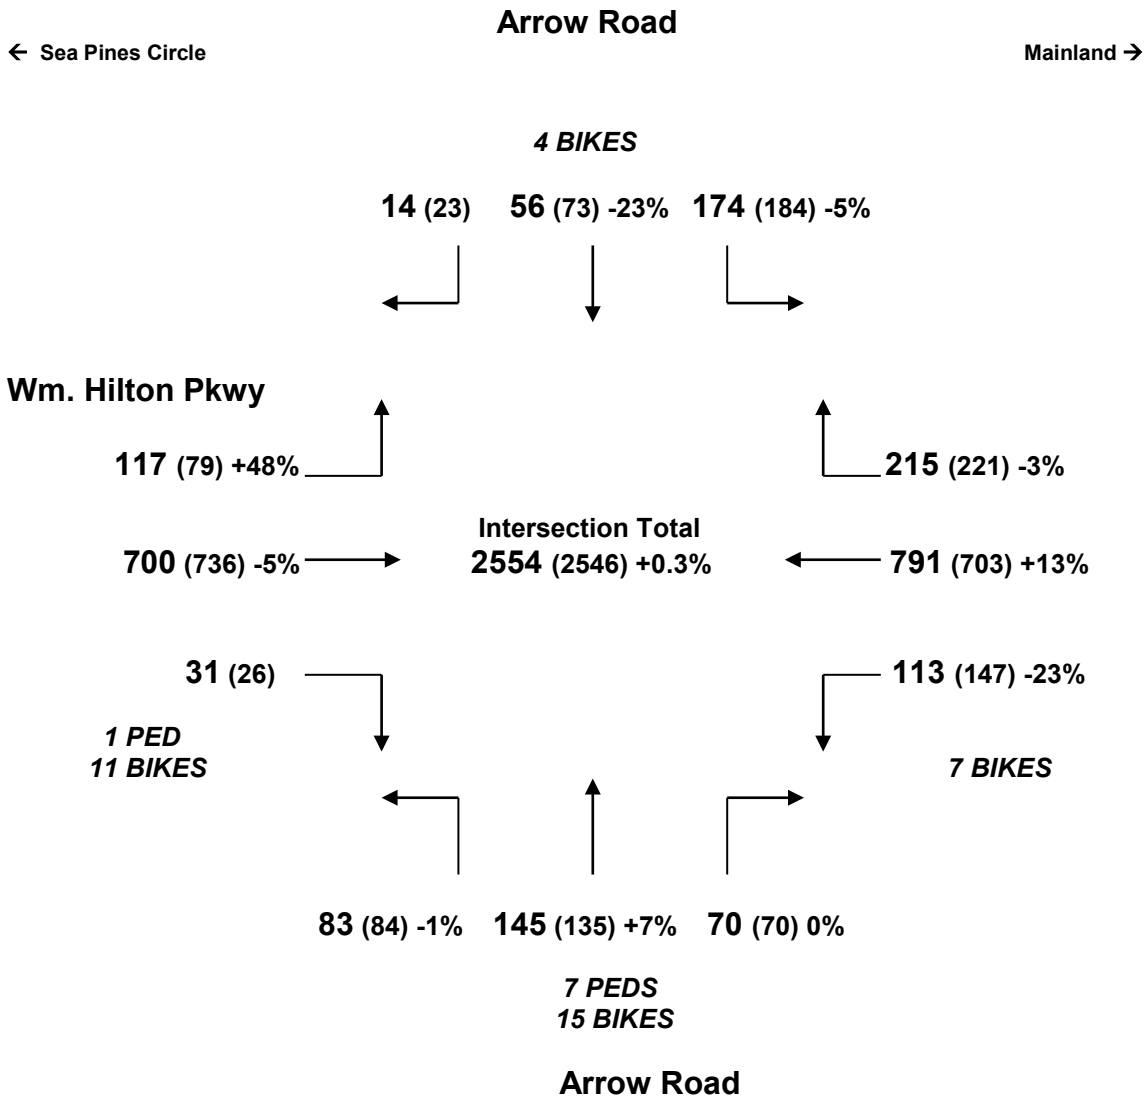 Arrow Road
← Sea Pines Circle Mainland →
4 BIKES
14 (23) 56 (73) -23% 174 (184) -5%
Wm. Hilton Pkwy
117 (79) +48% 215 (221) -3%
Intersection Total
700 (736) -5% 2554 (2546) +0.3% 791 (703) +13%
31 (26) 113 (147) -23%
1 PED
11 BIKES 7 BIKES
83 (84) -1% 145 (135) +7% 70 (70) 0%
7 PEDS
15 BIKES
Arrow Road